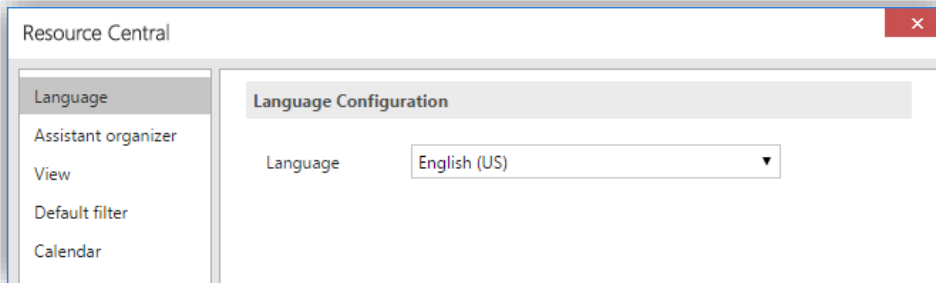 Resource Central
Language
Assistant organizer
View
Default filter
Calendar
Language Configuration
Language English (US)